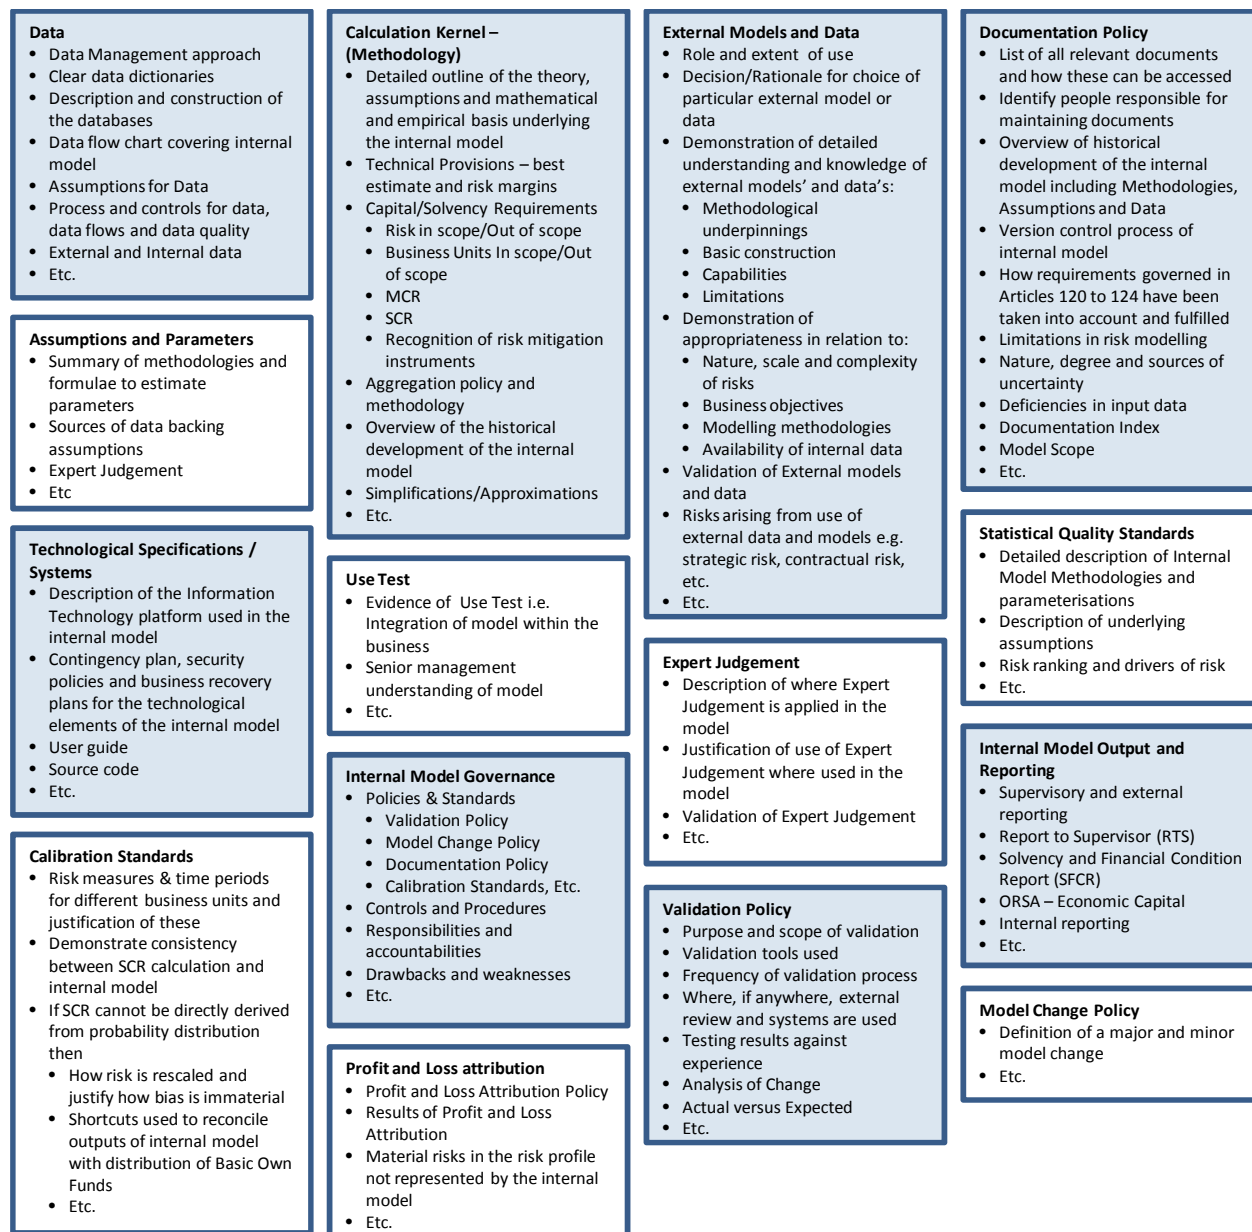 Data
• Data Management approach
• Clear data dictionaries
• Description and construction of
the databases
• Data flow chart covering internal
model
• Assumptions for Data
• Process and controls for data,
data flows and data quality
• External and Internal data
• Etc.
Assumptions and Parameters
• Summary of methodologies and
formulae to estimate
parameters
• Sources of data backing
assumptions
• Expert Judgement
• Etc
Technological Specifications /
Systems
• Description of the Information
Technology platform used in the
internal model
• Contingency plan, security
policies and business recovery
plans for the technological
elements of the internal model
• User guide
• Source code
• Etc.
Calibration Standards
• Risk measures & time periods
for different business units and
justification of these
• Demonstrate consistency
between SCR calculation and
internal model
• If SCR cannot be directly derived
from probability distribution
then
• How risk is rescaled and
justify how bias is immaterial
• Shortcuts used to reconcile
outputs of internal model
with distribution of Basic Own
Funds
• Etc.
Calculation Kernel –
(Methodology)
• Detailed outline of the theory,
assumptions and mathematical
and empirical basis underlying
the internal model
• Technical Provisions – best
estimate and risk margins
• Capital/Solvency Requirements
• Risk in scope/Out of scope
• Business Units In scope/Out
of scope
• MCR
• SCR
• Recognition of risk mitigation
instruments
• Aggregation policy and
methodology
• Overview of the historical
development of the internal
model
• Simplifications/Approximations
• Etc.
Use Test
• Evidence of Use Test i.e.
Integration of model within the
business
• Senior management
understanding of model
• Etc.
Internal Model Governance
• Policies & Standards
• Validation Policy
• Model Change Policy
• Documentation Policy
• Calibration Standards, Etc.
• Controls and Procedures
• Responsibilities and
accountabilities
• Drawbacks and weaknesses
• Etc.
Profit and Loss attribution
• Profit and Loss Attribution Policy
• Results of Profit and Loss
Attribution
• Material risks in the risk profile
not represented by the internal
model
• Etc.
External Models and Data
• Role and extent of use
• Decision/Rationale for choice of
particular external model or
data
• Demonstration of detailed
understanding and knowledge of
external models’ and data’s:
• Methodological
underpinnings
• Basic construction
• Capabilities
• Limitations
• Demonstration of
appropriateness in relation to:
• Nature, scale and complexity
of risks
• Business objectives
• Modelling methodologies
• Availability of internal data
• Validation of External models
and data
• Risks arising from use of
external data and models e.g.
strategic risk, contractual risk,
etc.
• Etc.
Expert Judgement
• Description of where Expert
Judgement is applied in the
model
• Justification of use of Expert
Judgement where used in the
model
• Validation of Expert Judgement
• Etc.
Validation Policy
• Purpose and scope of validation
• Validation tools used
• Frequency of validation process
• Where, if anywhere, external
review and systems are used
• Testing results against
experience
• Analysis of Change
• Actual versus Expected
• Etc.
Documentation Policy
• List of all relevant documents
and how these can be accessed
• Identify people responsible for
maintaining documents
• Overview of historical
development of the internal
model including Methodologies,
Assumptions and Data
• Version control process of
internal model
• How requirements governed in
Articles 120 to 124 have been
taken into account and fulfilled
• Limitations in risk modelling
• Nature, degree and sources of
uncertainty
• Deficiencies in input data
• Documentation Index
• Model Scope
• Etc.
Statistical Quality Standards
• Detailed description of Internal
Model Methodologies and
parameterisations
• Description of underlying
assumptions
• Risk ranking and drivers of risk
• Etc.
Internal Model Output and
Reporting
• Supervisory and external
reporting
• Report to Supervisor (RTS)
• Solvency and Financial Condition
Report (SFCR)
• ORSA – Economic Capital
• Internal reporting
• Etc.
Model Change Policy
• Definition of a major and minor
model change
• Etc.